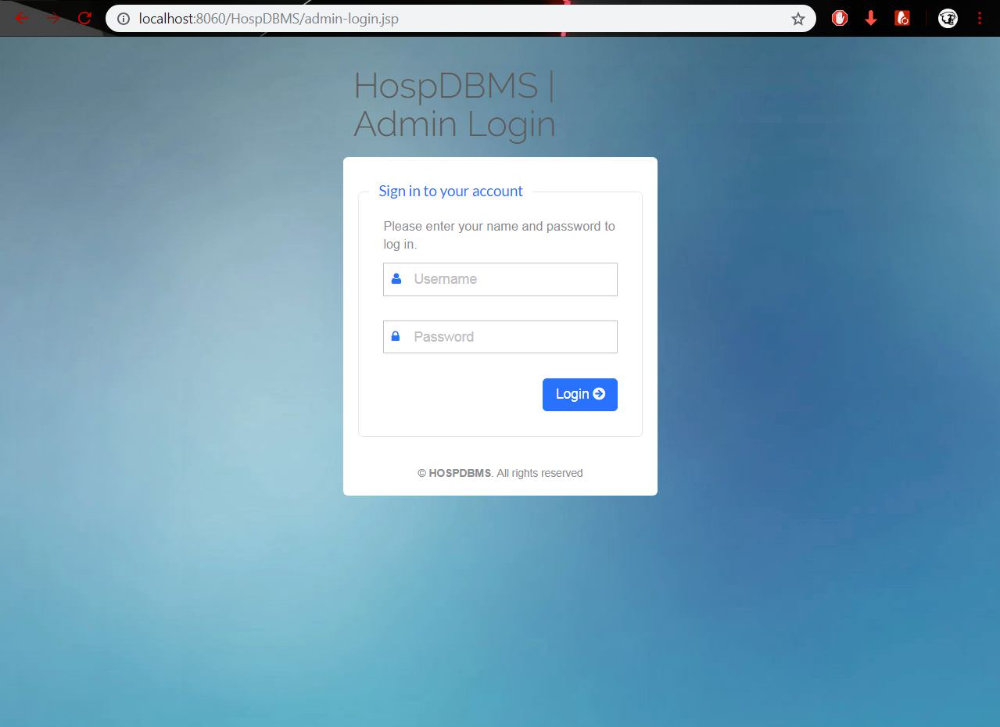 localhost:8060/HospDBMS/admin-login.jsp
HospDBMS |
Admin Login
Sign in to your account
Please enter your name and password to
log in.
Username
Password
Login
© HOSPDBMS. All rights reserved